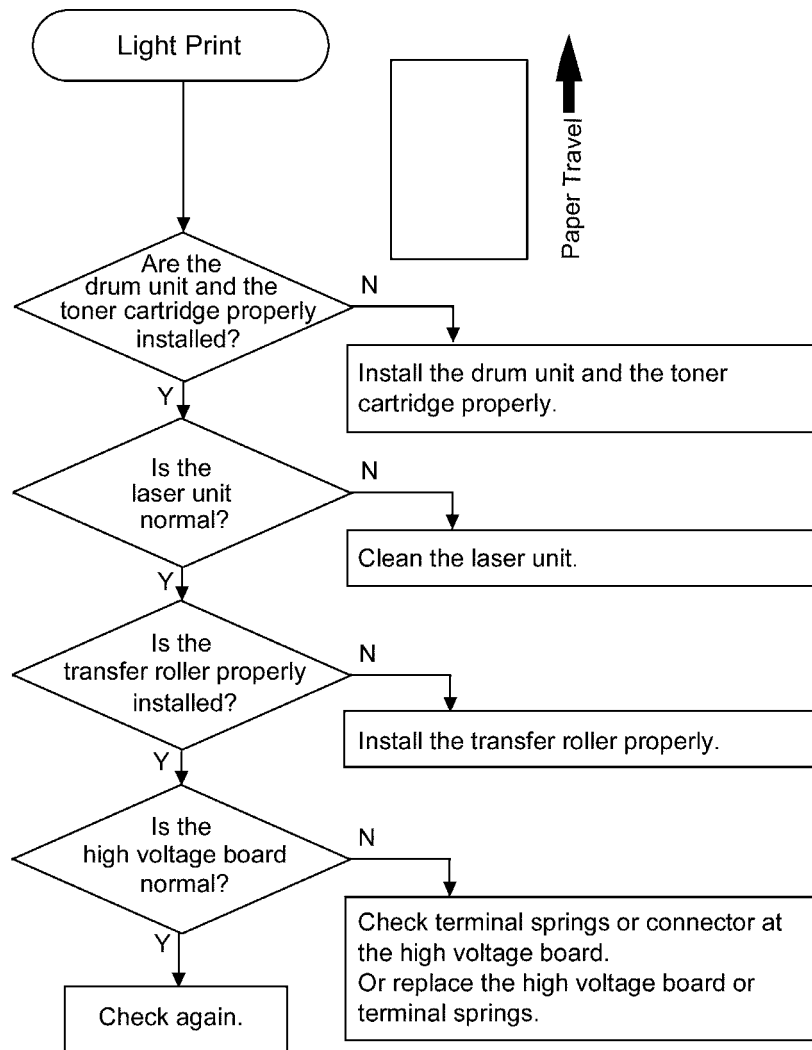 Light Print
Paper Travel
Are the
drum unit and the
toner cartridge properly
installed?
N
Install the drum unit and the toner
cartridge properly.
Y
Is the
laser unit
normal?
N
Clean the laser unit.
Y
Is the
transfer roller properly
installed?
N
Install the transfer roller properly.
Y
Is the
high voltage board
normal?
N
Check terminal springs or connector at
the high voltage board.
Or replace the high voltage board or
terminal springs.
Y
Check again.